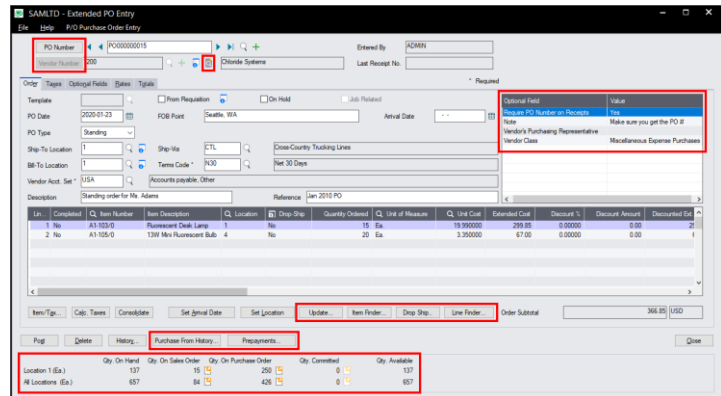 SAMLTD - Extended PO Entry
File Help P/O Purchase Order Entry
PO Number PO000000015 Entered By ADMIN
Vendor Number 200 Chloride Systems Last Receipt No.
Order Taxes Optional Fields Rates Totals * Required
Template From Requisition On Hold Job Related
PO Date 2020-01-23 FOB Point Seattle, WA Arrival Date - -
PO Type Standing
Ship-To Location 1 Ship-Via CTL Cross-Country Trucking Lines
Bill-To Location 1 Terms Code * N30 Net 30 Days
Vendor Acct. Set * USA Accounts payable, Other
Description Standing order for Ms. Adams Reference Jan 2010 PO
Optional Field Value
Require PO Number on Receipts Yes
Note Make sure you get the PO #
Vendor's Purchasing Representative
Vendor Class Miscellaneous Expense Purchases
Lin... Completed Item Number Item Description Location Drop-Ship Quantity Ordered Unit of Measure Unit Cost Extended Cost Discount % Discount Amount Discounted Ext.
1 No A1-103/0 Fluorescent Desk Lamp 1 No 15 Ea. 19.990000 299.85 0.00000 0.00
2 No A1-105/0 13W Mini Fluorescent Bulb 4 No 20 Ea. 3.350000 67.00 0.00000 0.00
Item/Tax... Calc. Taxes Consolidate Set Arrival Date Set Location Update... Item Finder... Drop Ship... Line Finder... Order Subtotal 366.85 USD
Post Delete History... Purchase From History... Prepayments... Close
Qty. On Hand Qty. On Sales Order Qty. On Purchase Order Qty. Committed Qty. Available
Location 1 (Ea.) 137 15 250 0 137
All Locations (Ea.) 657 84 426 0 657